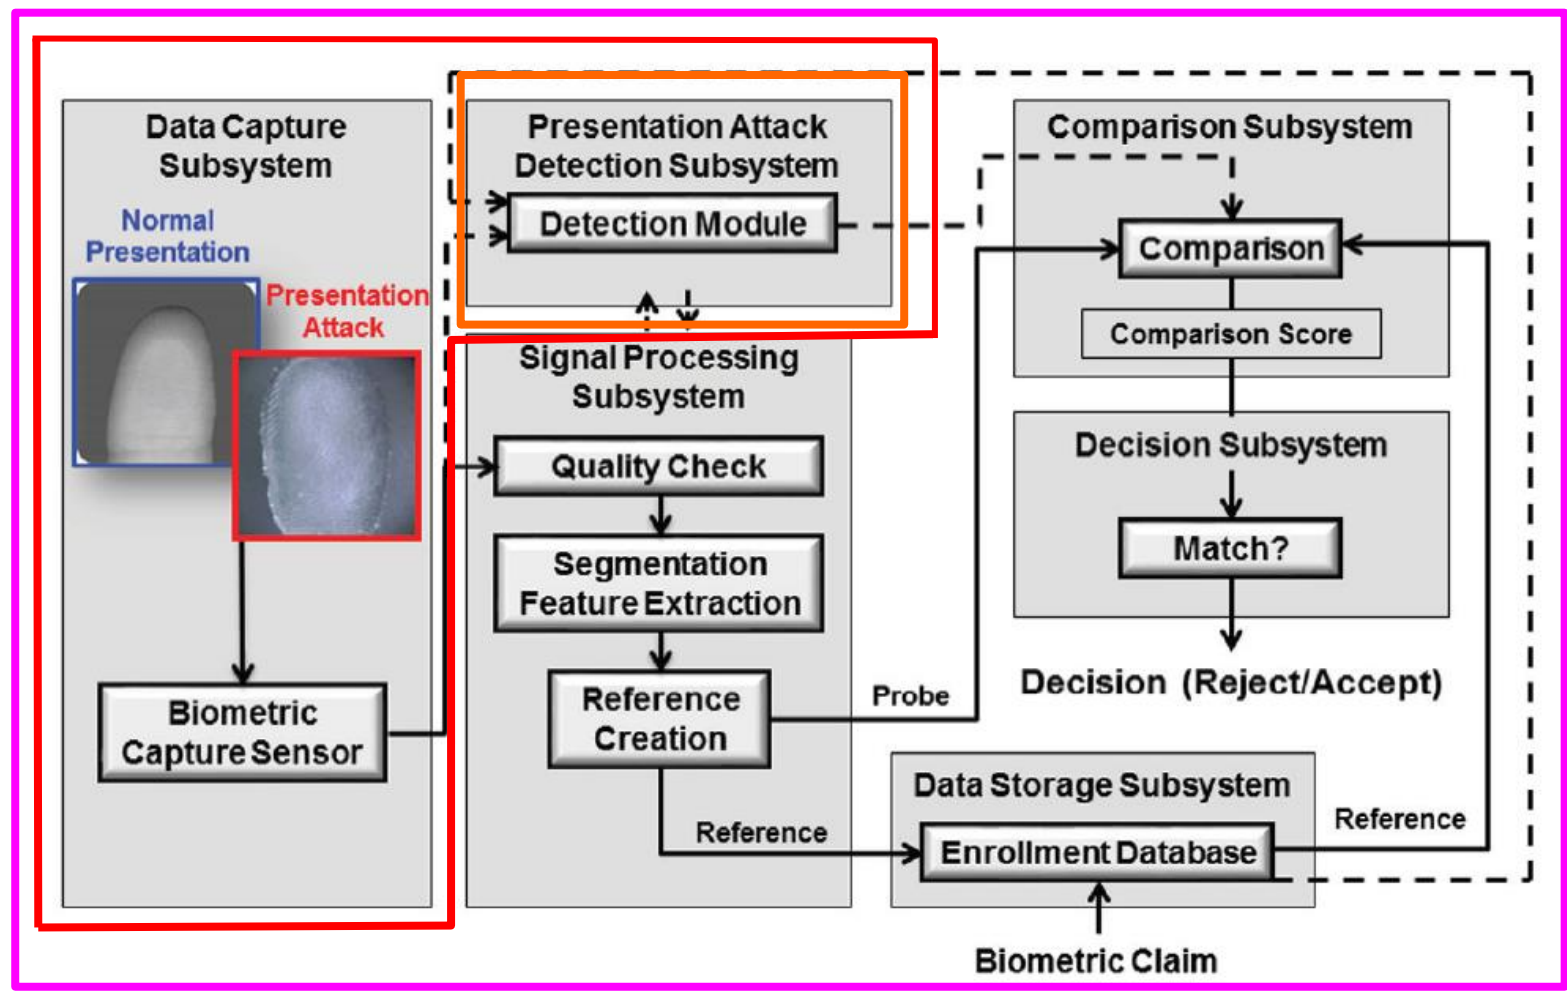 Data Capture
Subsystem
Normal
Presentation
Presentation
Attack
Biometric
Capture Sensor
Presentation Attack
Detection Subsystem
Detection Module
Signal Processing
Subsystem
Quality Check
Segmentation
Feature Extraction
Reference
Creation
Probe
Reference
Comparison Subsystem
Comparison
Comparison Score
Decision Subsystem
Match?
Decision (Reject/Accept)
Data Storage Subsystem
Enrollment Database
Reference
Biometric Claim